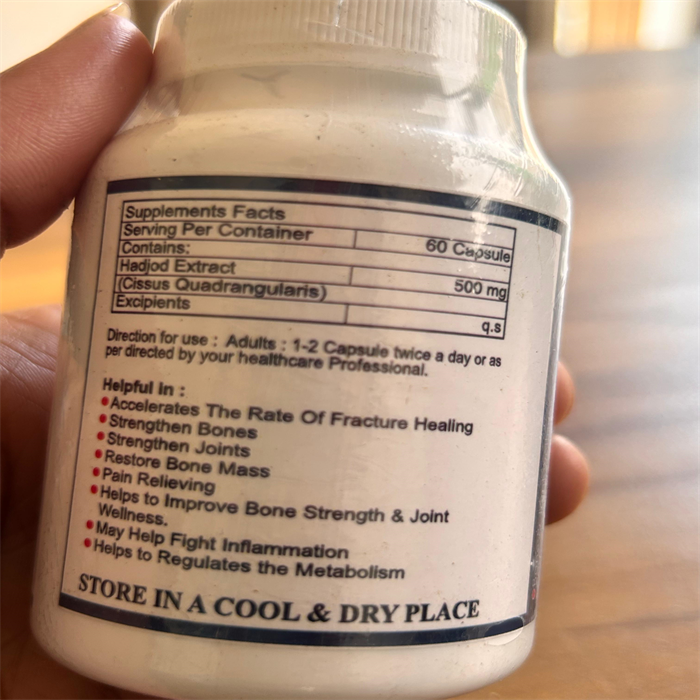 Supplements Facts
Serving Per Container 60 Capsule
Contains:
Hadjod Extract 500 mg
(Cissus Quadrangularis)
Excipients q.s
Direction for use : Adults : 1-2 Capsule twice a day or as
per directed by your healthcare Professional.
Helpful In :
•Accelerates The Rate Of Fracture Healing
•Strengthen Bones
•Strengthen Joints
•Restore Bone Mass
•Pain Relieving
•Helps to Improve Bone Strength & Joint
Wellness.
•May Help Fight Inflammation
•Helps to Regulates the Metabolism
STORE IN A COOL & DRY PLACE